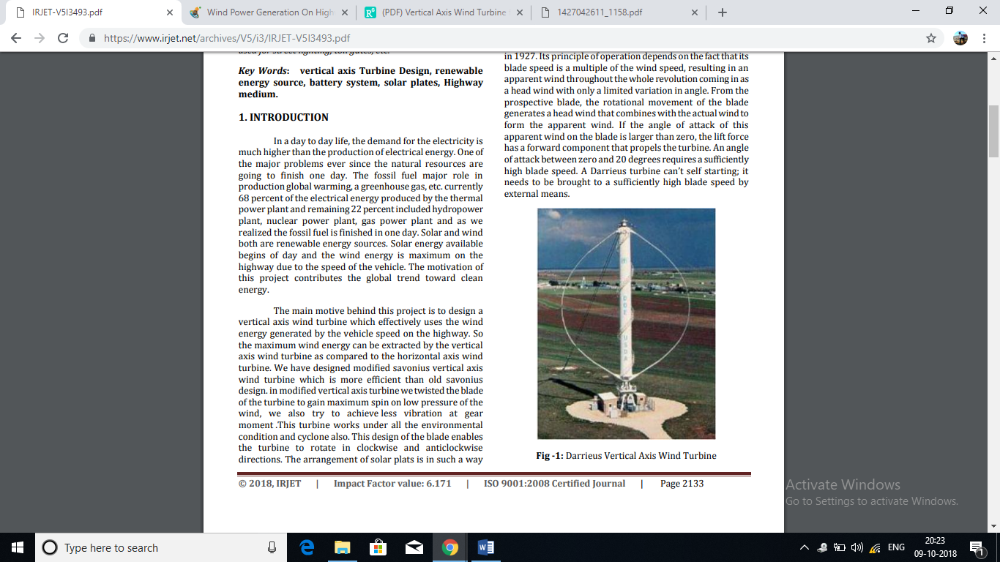 IRJET-V5I3493.pdf
Wind Power Generation On High
(PDF) Vertical Axis Wind Turbine
1427042611_1158.pdf
https://www.irjet.net/archives/V5/i3/IRJET-V5I3493.pdf
Key Words: vertical axis Turbine Design, renewable
energy source, battery system, solar plates, Highway
medium.
1. INTRODUCTION
In a day to day life, the demand for the electricity is
much higher than the production of electrical energy. One of
the major problems ever since the natural resources are
going to finish one day. The fossil fuel major role in
production global warming, a greenhouse gas, etc. currently
68 percent of the electrical energy produced by the thermal
power plant and remaining 22 percent included hydropower
plant, nuclear power plant, gas power plant and as we
realized the fossil fuel is finished in one day. Solar and wind
both are renewable energy sources. Solar energy available
begins of day and the wind energy is maximum on the
highway due to the speed of the vehicle. The motivation of
this project contributes the global trend toward clean
energy.
The main motive behind this project is to design a
vertical axis wind turbine which effectively uses the wind
energy generated by the vehicle speed on the highway. So
the maximum wind energy can be extracted by the vertical
axis wind turbine as compared to the horizontal axis wind
turbine. We have designed modified savonius vertical axis
wind turbine which is more efficient than old savonius
design. in modified vertical axis turbine we twisted the blade
of the turbine to gain maximum spin on low pressure of the
wind, we also try to achieve less vibration at gear
moment .This turbine works under all the environmental
condition and cyclone also. This design of the blade enables
the turbine to rotate in clockwise and anticlockwise
directions. The arrangement of solar plats is in such a way
in 1927. Its principle of operation depends on the fact that its
blade speed is a multiple of the wind speed, resulting in an
apparent wind throughout the whole revolution coming in as
a head wind with only a limited variation in angle. From the
prospective blade, the rotational movement of the blade
generates a head wind that combines with the actual wind to
form the apparent wind. If the angle of attack of this
apparent wind on the blade is larger than zero, the lift force
has a forward component that propels the turbine. An angle
of attack between zero and 20 degrees requires a sufficiently
high blade speed. A Darrieus turbine can't self starting; it
needs to be brought to a sufficiently high blade speed by
external means.
DOE USDA
Fig -1: Darrieus Vertical Axis Wind Turbine
© 2018, IRJET | Impact Factor value: 6.171 | ISO 9001:2008 Certified Journal | Page 2133
Activate Windows
Go to Settings to activate Windows.
Type here to search
ENG
20:23
09-10-2018
1